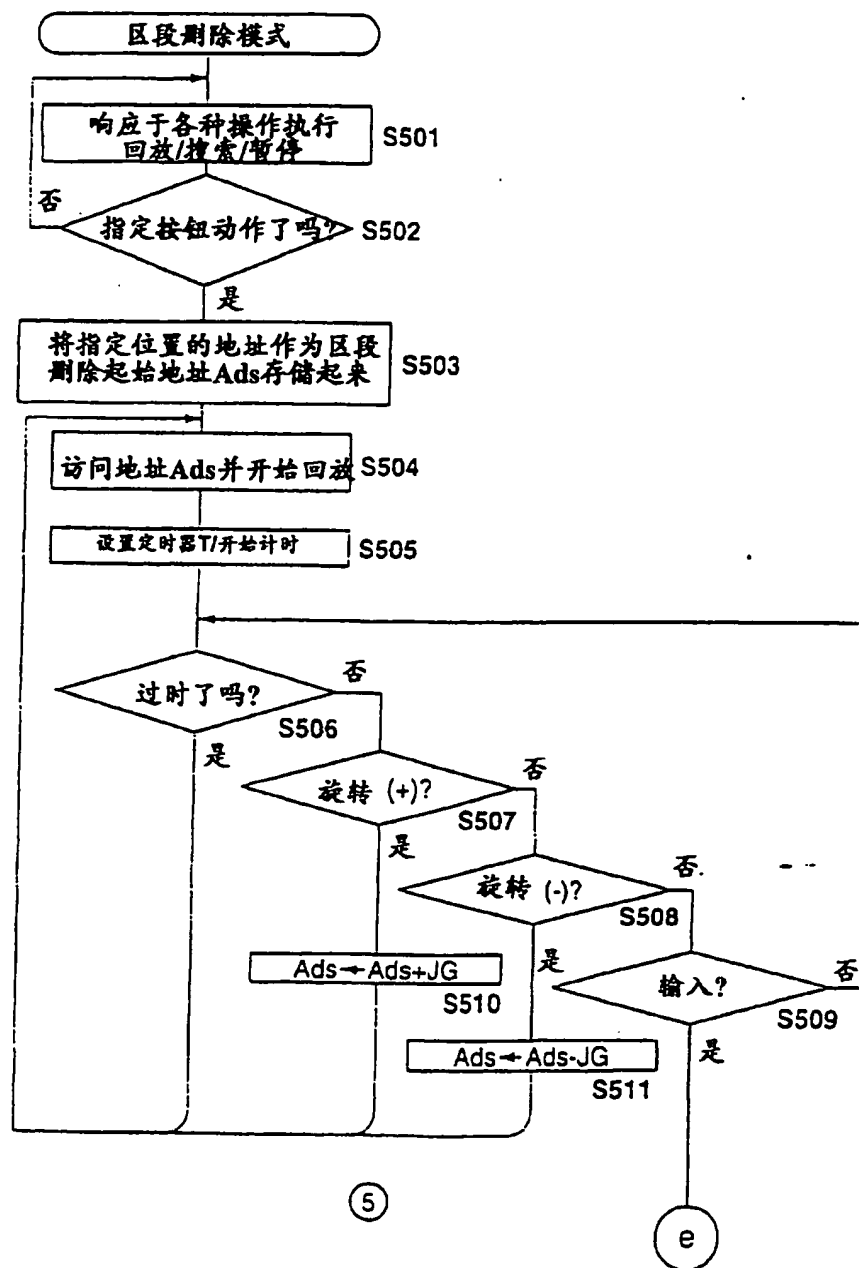 区段删除模式
响应于各种操作执行
回放/搜索/暂停
S501
否
指定按钮动作了吗?
S502
是
将指定位置的地址作为区段
删除起始地址Ads存储起来
S503
访问地址Ads并开始回放
S504
设置定时器T/开始计时
S505
过时了吗?
否
S506
是
旋转 (+)?
否
S507
是
旋转 (-)?
否
S508
是
Ads←Ads+JG
S510
输入?
否
S509
是
Ads←Ads-JG
S511
5
e